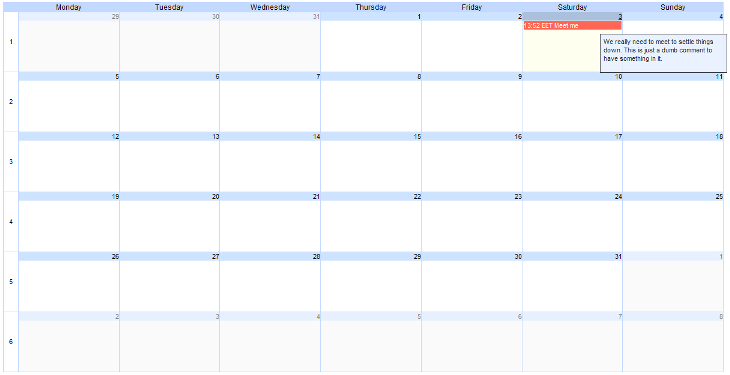 Monday Tuesday Wednesday Thursday Friday Saturday Sunday
29 30 31 1 2 3 4
1
13:52 EET Meet me
We really need to meet to settle things
down. This is just a dumb comment to
have something in it.
5 6 7 8 9 10 11
2
12 13 14 15 16 17 18
3
19 20 21 22 23 24 25
4
26 27 28 29 30 31 1
5
2 3 4 5 6 7 8
6